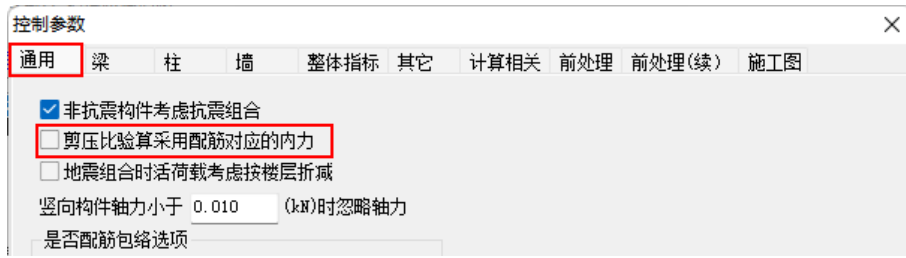 控制参数
通用 梁 柱 墙 整体指标 其它 计算相关 前处理 前处理(续) 施工图
非抗震构件考虑抗震组合
剪压比验算采用配筋对应的内力
地震组合时活荷载考虑按楼层折减
竖向构件轴力小于 0.010 (kN)时忽略轴力
是否配筋包络选项